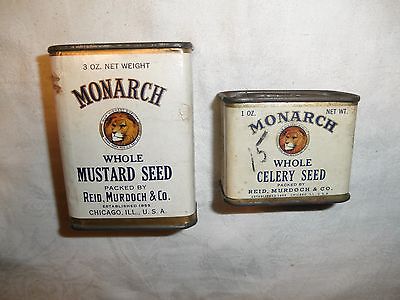 3 OZ. NET WEIGHT
MONARCH
WHOLE
MUSTARD SEED
PACKED BY
REID, MURDOCH & CO.
ESTABLISHED 1853
CHICAGO, ILL., U.S.A.
1 OZ. NET WT.
MONARCH
15
WHOLE
CELERY SEED
PACKED BY
REID, MURDOCH & CO.